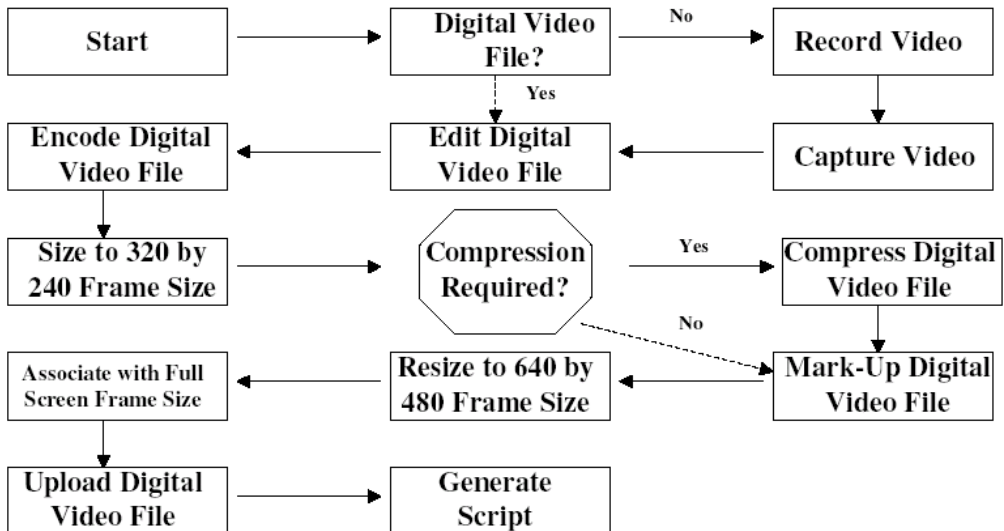 Start
Digital Video
File?
No
Record Video
Yes
Encode Digital
Video File
Edit Digital
Video File
Capture Video
Size to 320 by
240 Frame Size
Compression
Required?
Yes
Compress Digital
Video File
No
Associate with Full
Screen Frame Size
Resize to 640 by
480 Frame Size
Mark-Up Digital
Video File
Upload Digital
Video File
Generate
Script